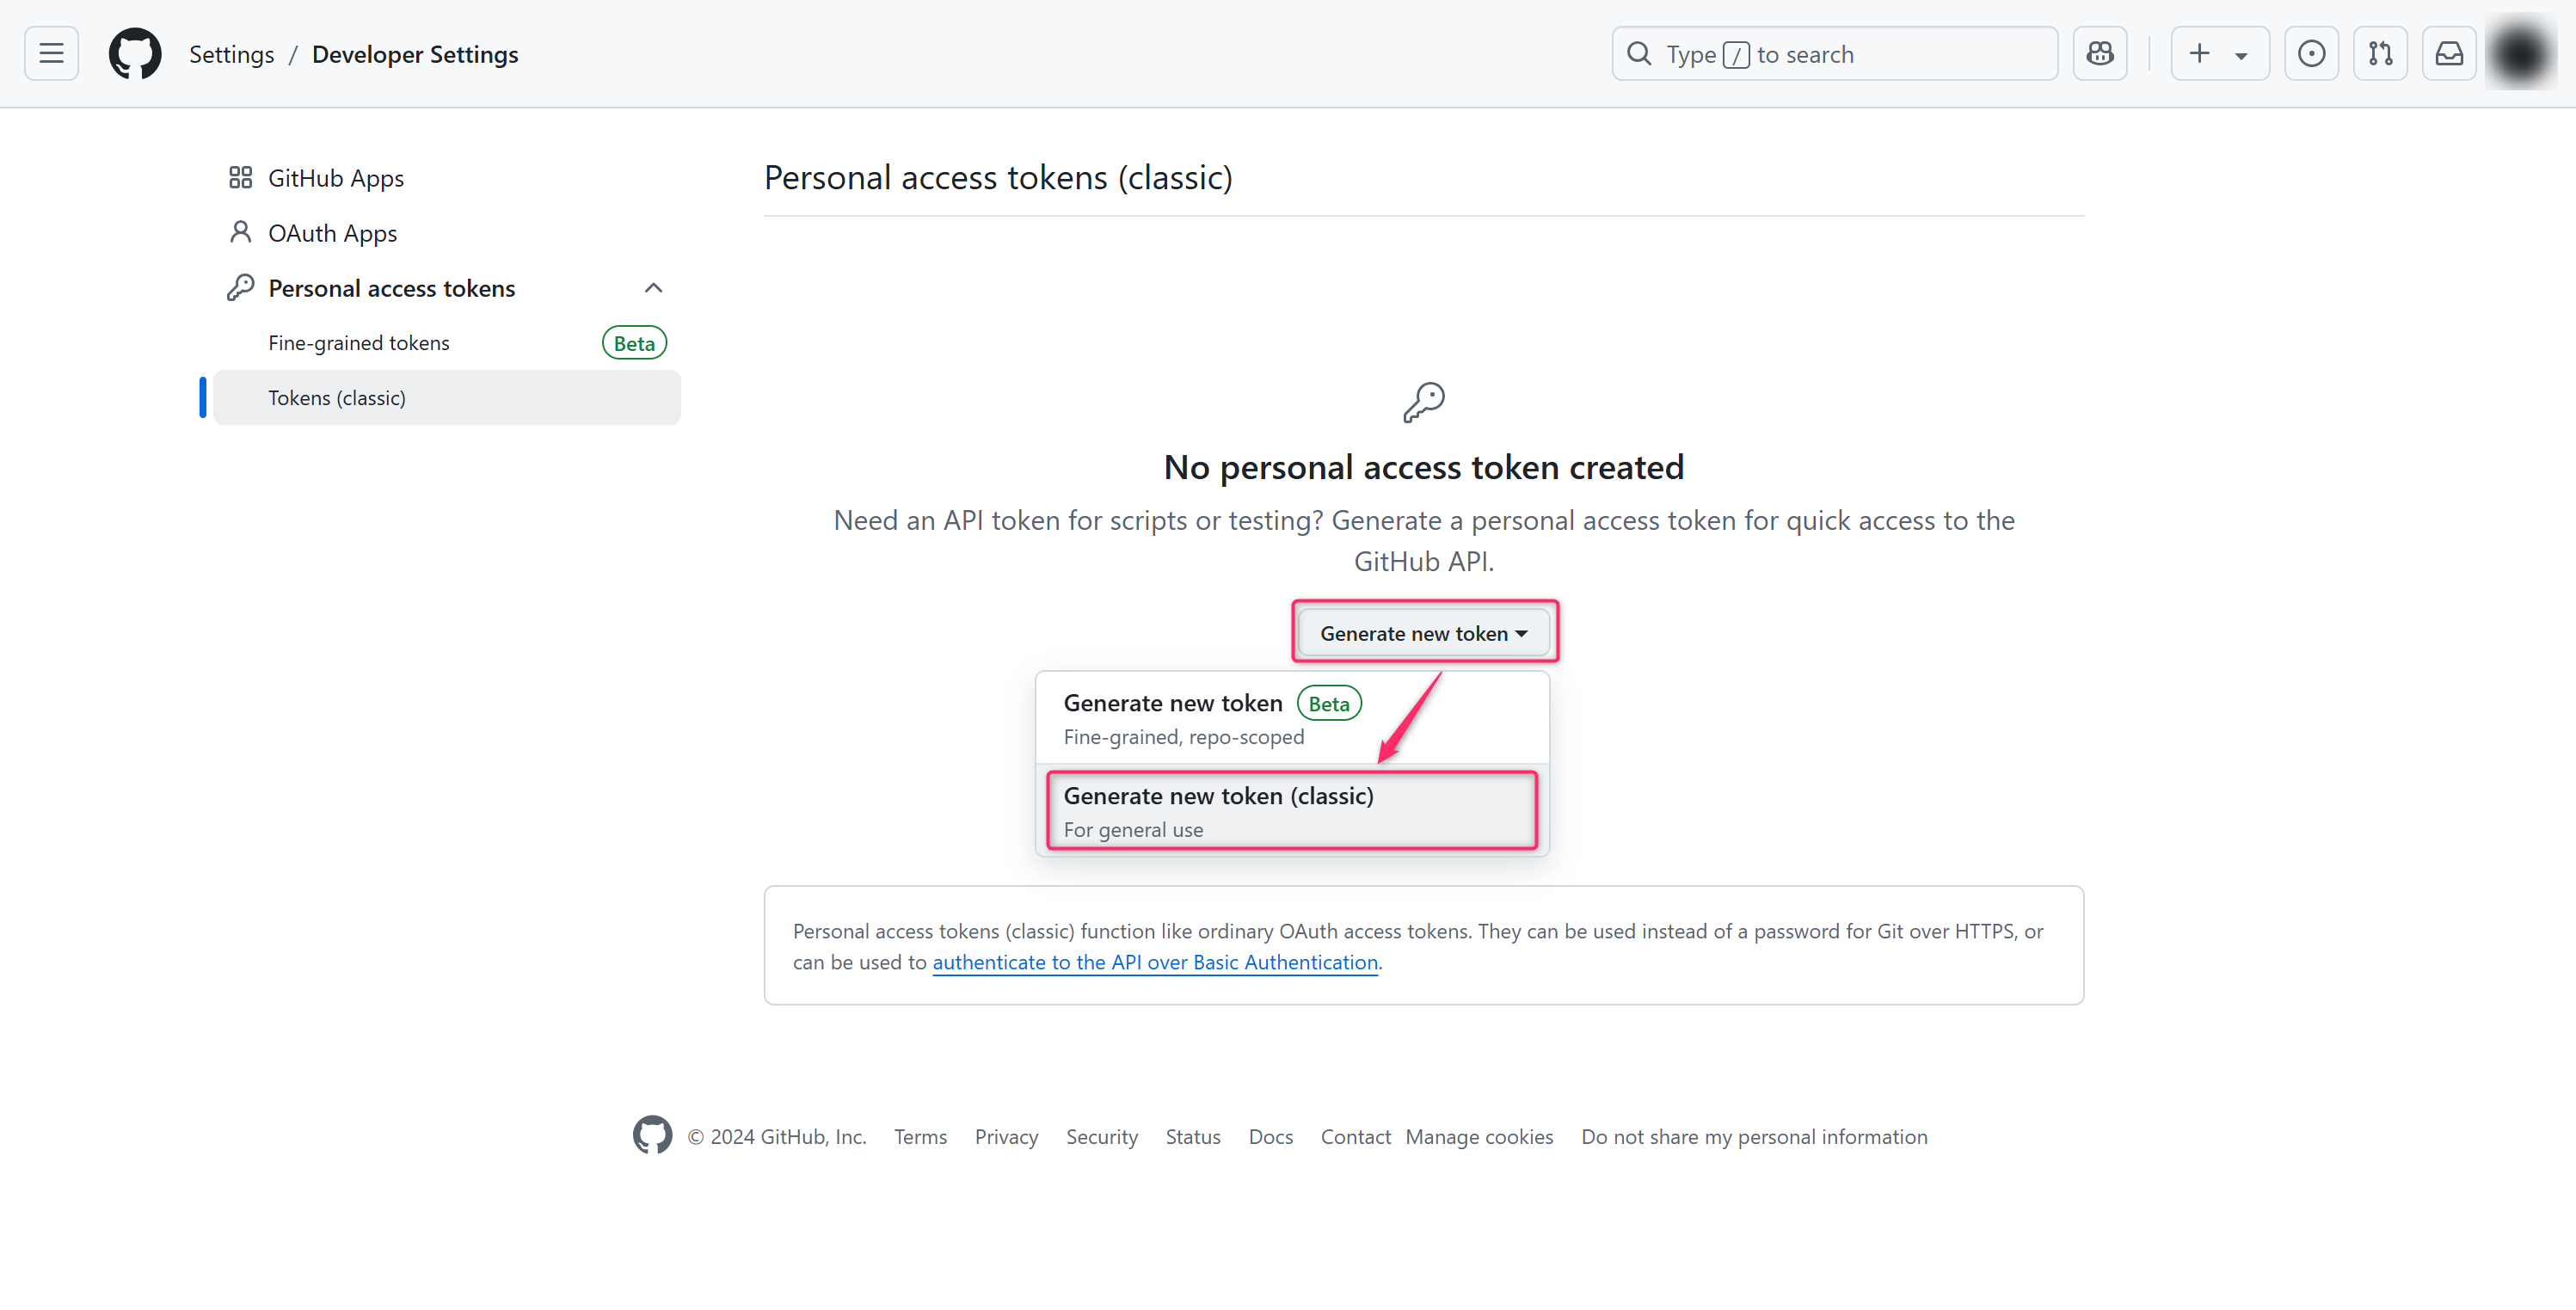 Settings / Developer Settings
Type / to search
GitHub Apps
OAuth Apps
Personal access tokens
Fine-grained tokens Beta
Tokens (classic)
Personal access tokens (classic)
No personal access token created
Need an API token for scripts or testing? Generate a personal access token for quick access to the
GitHub API.
Generate new token
Generate new token Beta
Fine-grained, repo-scoped
Generate new token (classic)
For general use
Personal access tokens (classic) function like ordinary OAuth access tokens. They can be used instead of a password for Git over HTTPS, or
can be used to authenticate to the API over Basic Authentication.
© 2024 GitHub, Inc. Terms Privacy Security Status Docs Contact Manage cookies Do not share my personal information